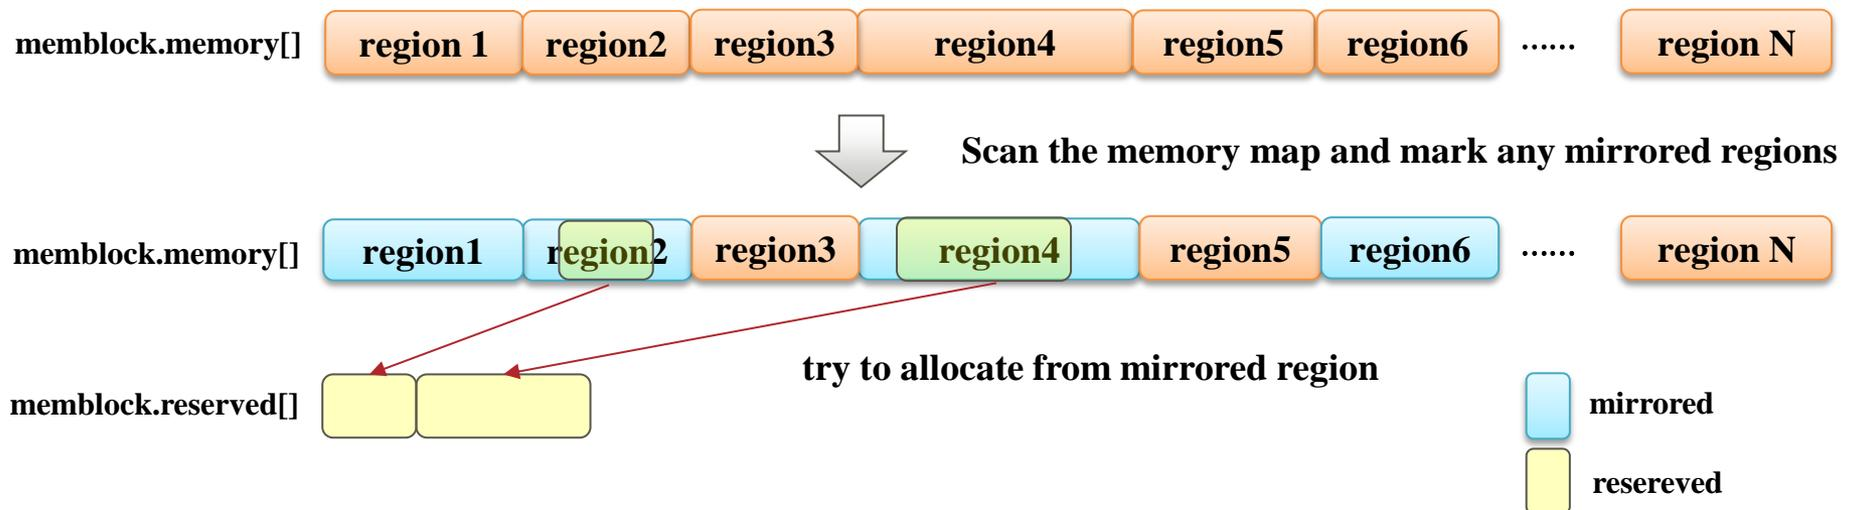 memblock.memory[] region 1 region2 region3 region4 region5 region6 ...... region N
Scan the memory map and mark any mirrored regions
memblock.memory[] region1 region2 region3 region4 region5 region6 ...... region N
try to allocate from mirrored region
memblock.reserved[]
mirrored
resereved